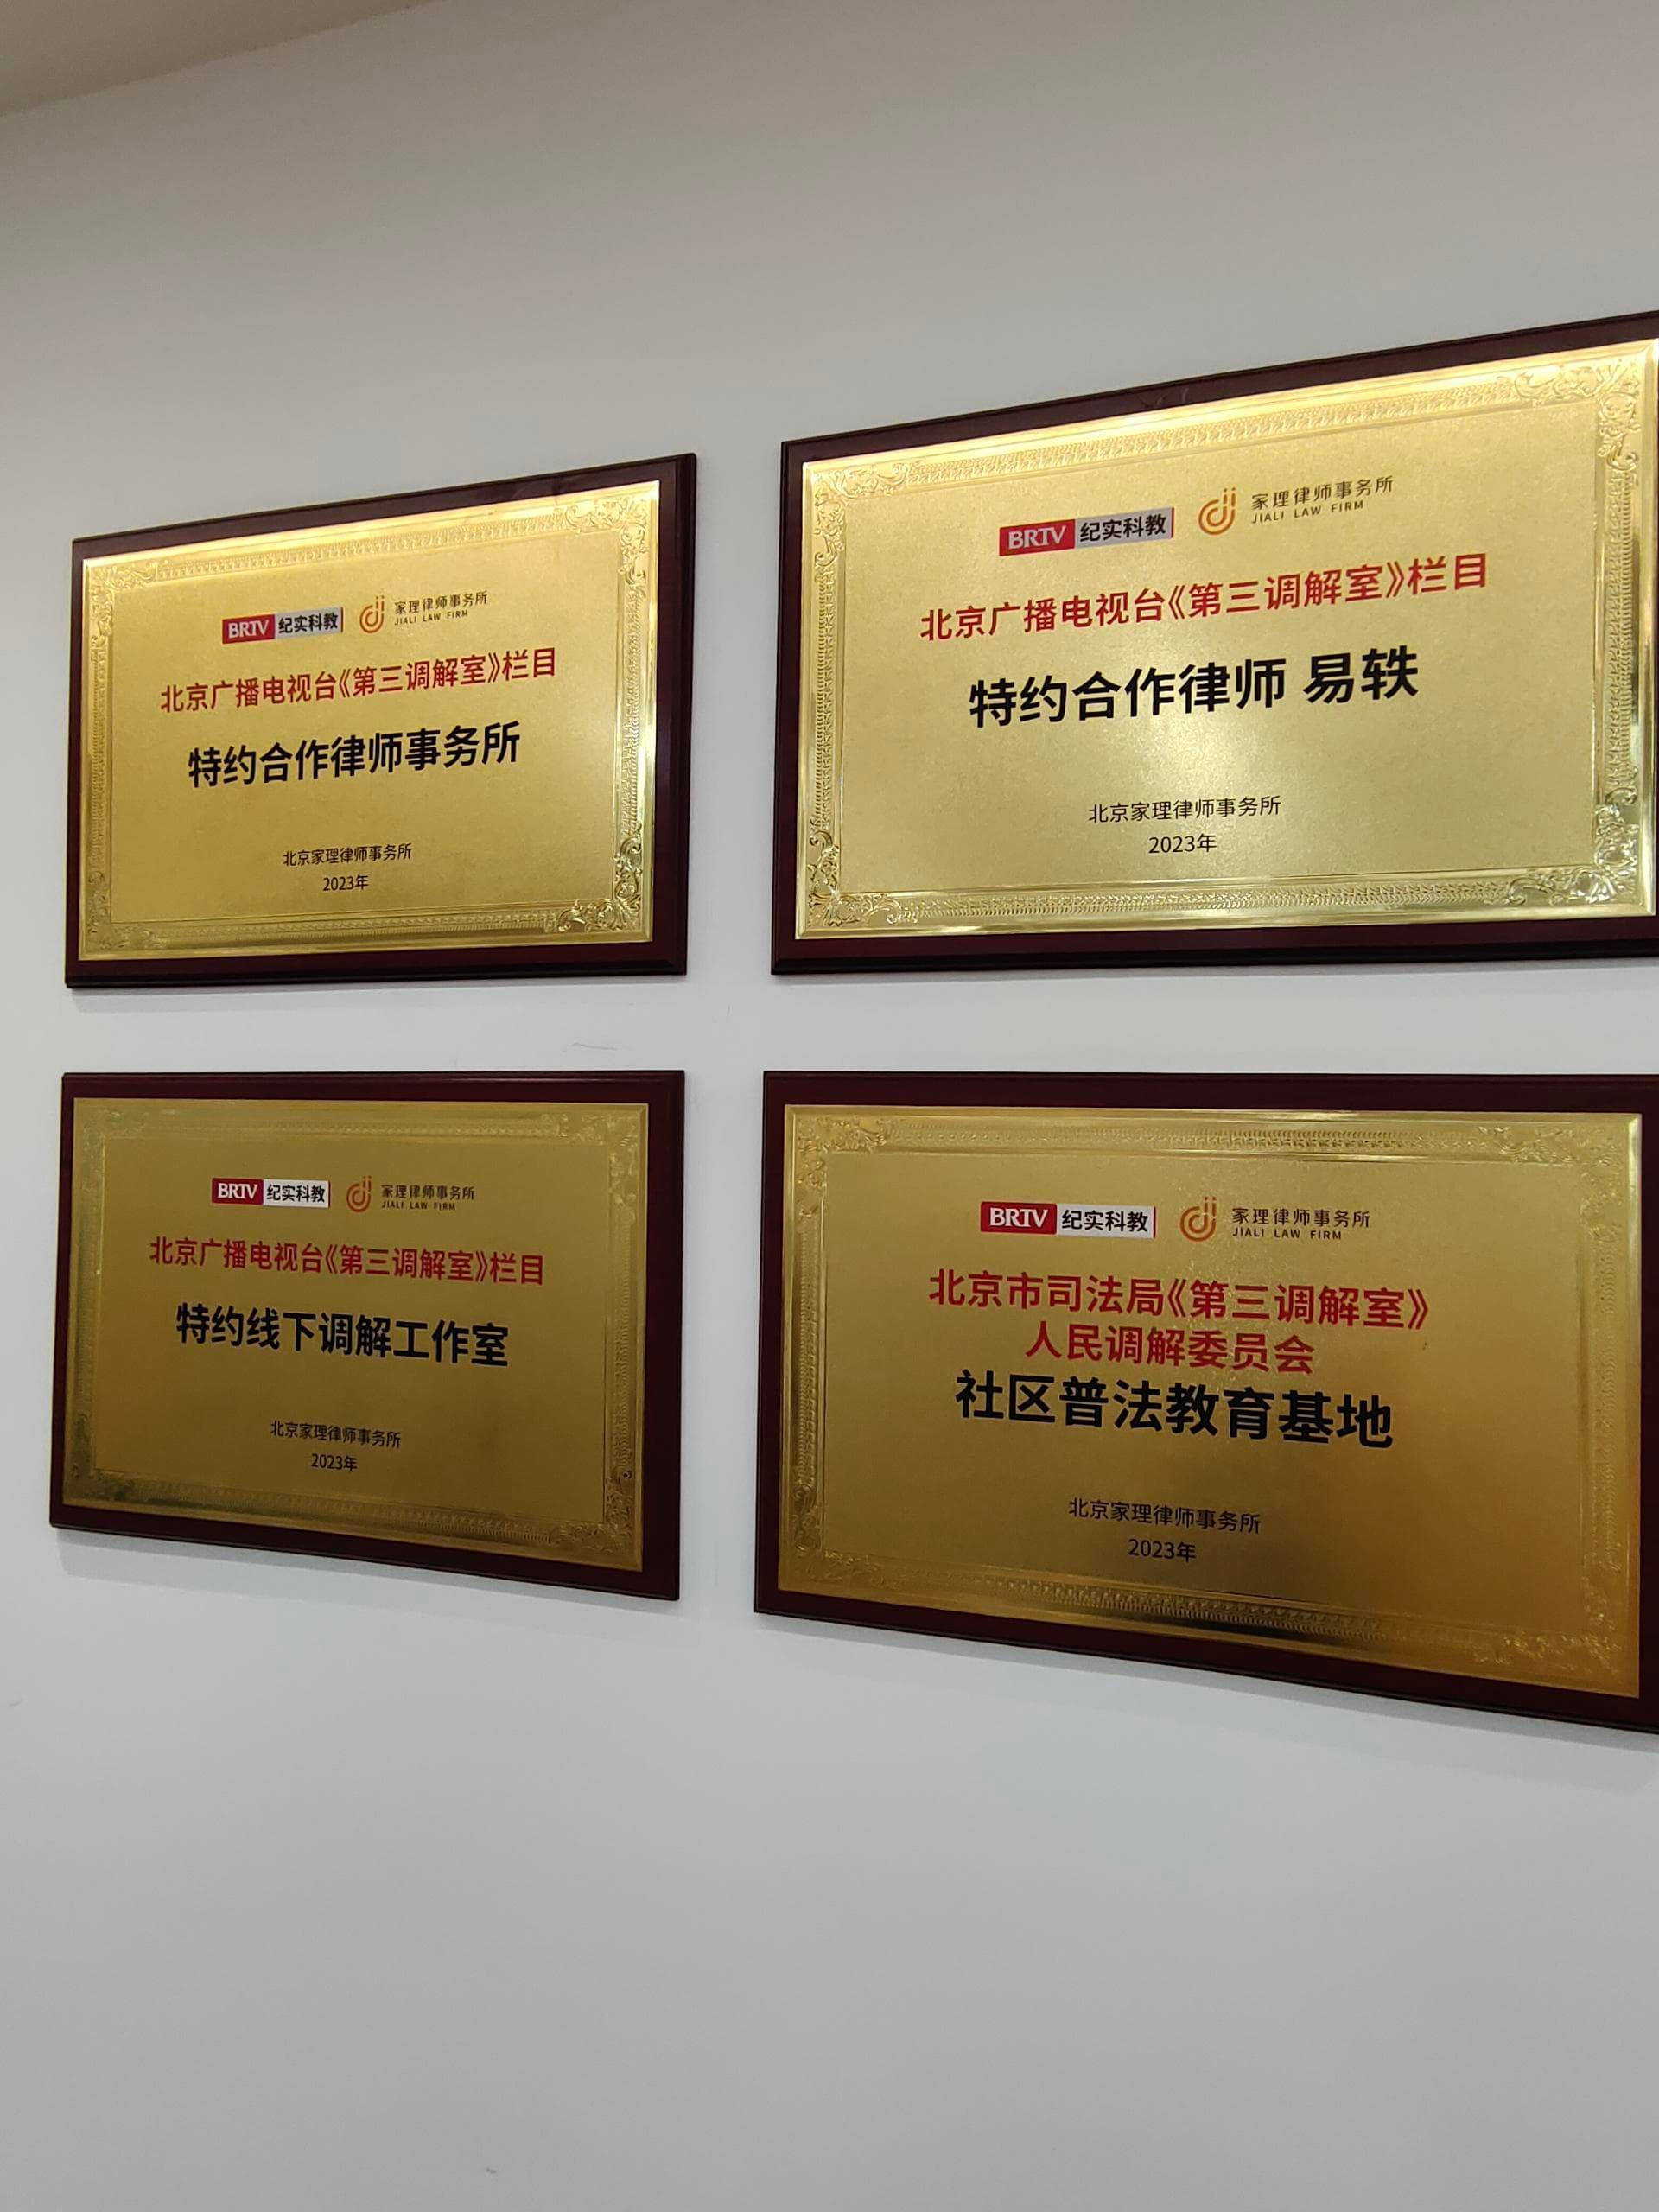 BRTV 纪实科教 家理律师事务所
JIALI LAW FIRM
北京广播电视台《第三调解室》栏目
特约合作律师事务所
北京家理律师事务所
2023年
BRTV 纪实科教 家理律师事务所
JIALI LAW FIRM
北京广播电视台《第三调解室》栏目
特约合作律师 易轶
北京家理律师事务所
2023年
BRTV 纪实科教 家理律师事务所
JIALI LAW FIRM
北京广播电视台《第三调解室》栏目
特约线下调解工作室
北京家理律师事务所
2023年
BRTV 纪实科教 家理律师事务所
JIALI LAW FIRM
北京市司法局《第三调解室》
人民调解委员会
社区普法教育基地
北京家理律师事务所
2023年